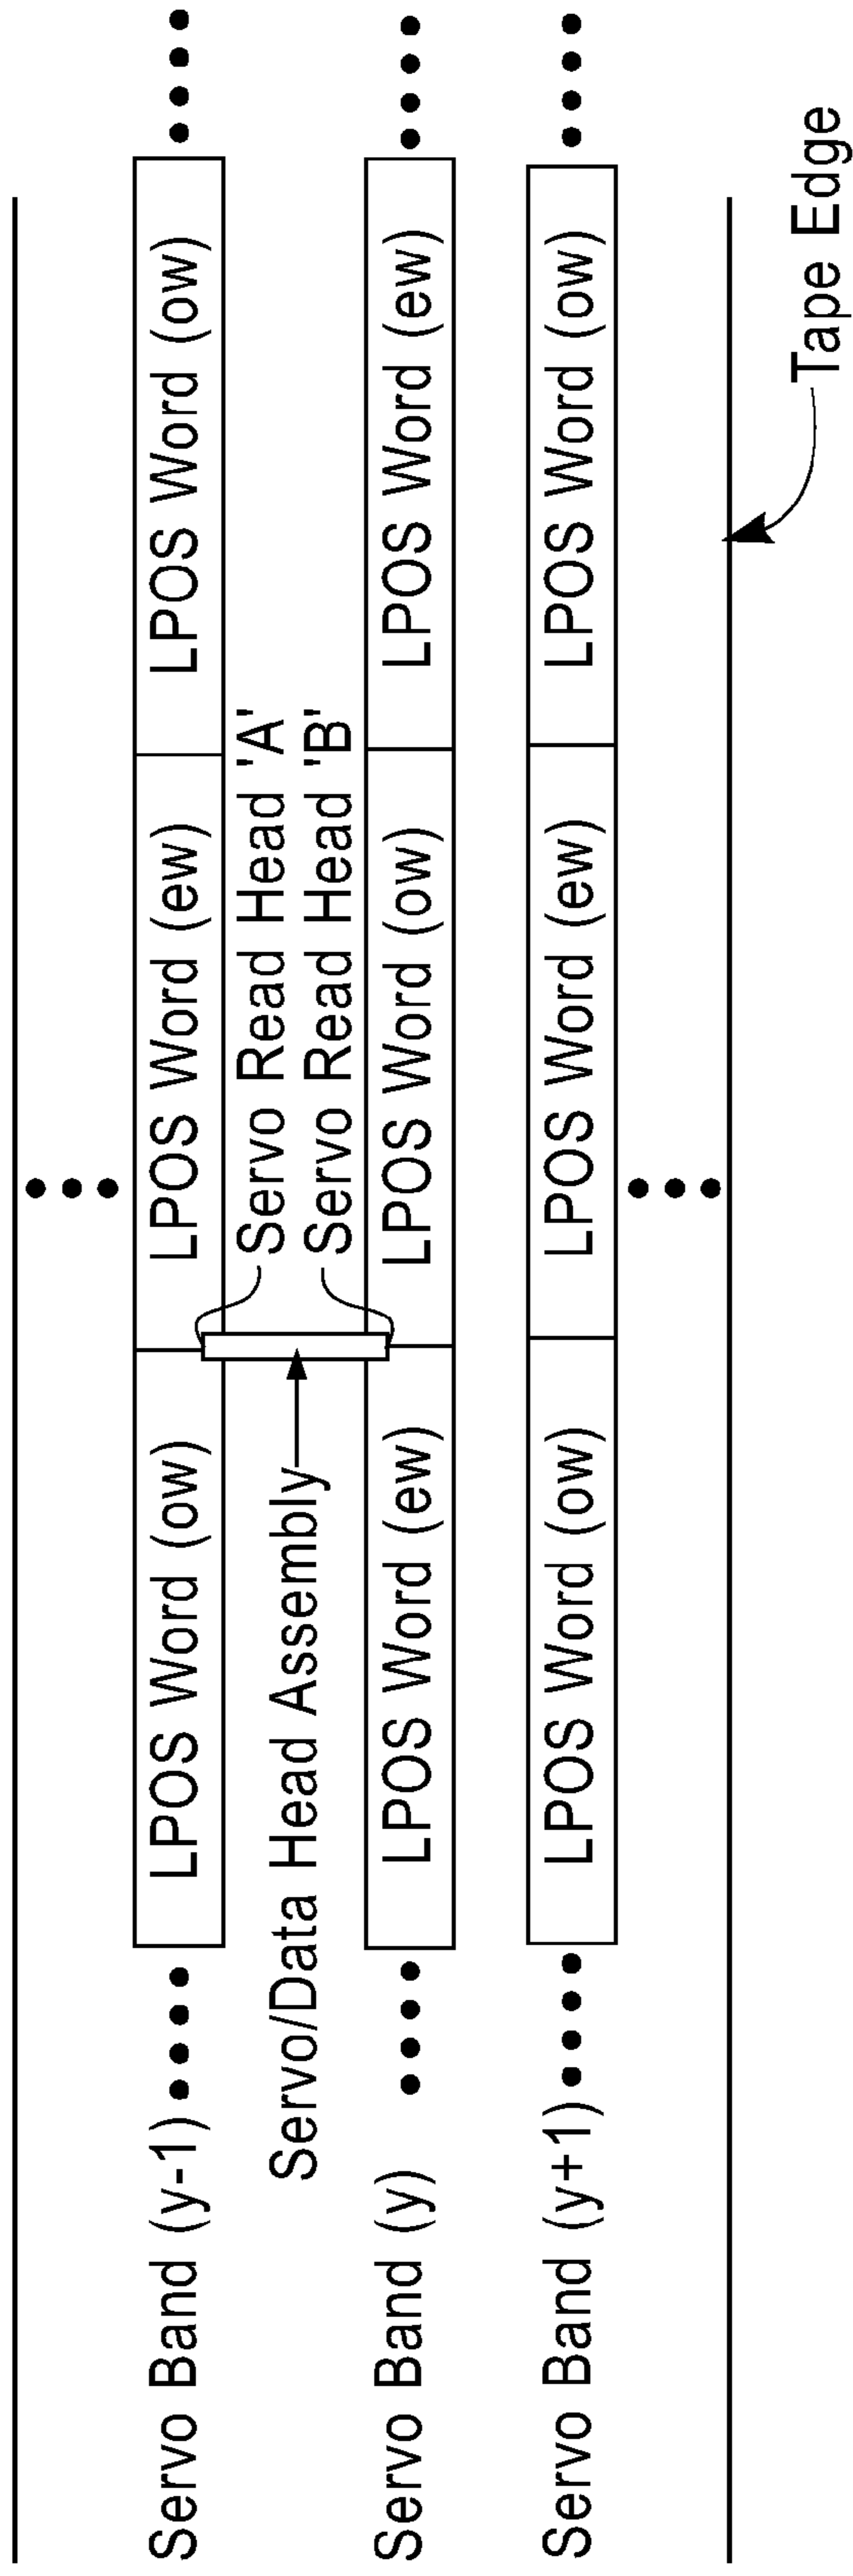 Servo Band (y-1)
LPOS Word (ow)
LPOS Word (ew)
LPOS Word (ow)
Servo/Data Head Assembly
Servo Read Head 'A'
Servo Read Head 'B'
Servo Band (y)
LPOS Word (ew)
LPOS Word (ow)
LPOS Word (ew)
Servo Band (y+1)
LPOS Word (ow)
LPOS Word (ew)
LPOS Word (ow)
Tape Edge